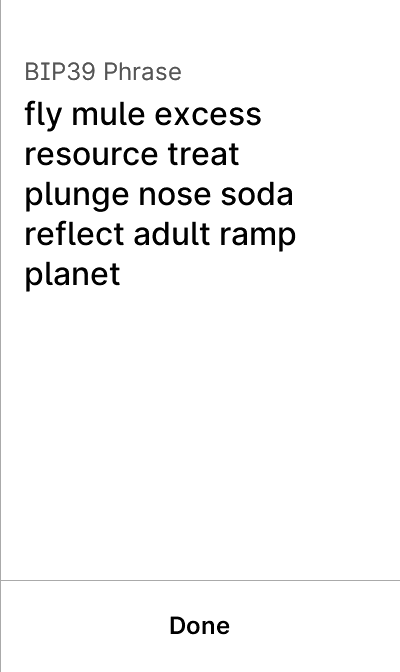 BIP39 Phrase
fly mule excess
resource treat
plunge nose soda
reflect adult ramp
planet
Done